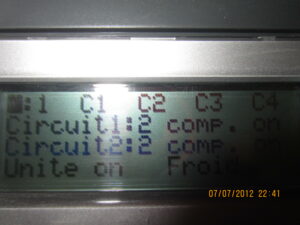 :1 C1 C2 C3 C4
Circuit1:2 comp. on
Circuit2:2 comp. on
Unite on Froid
07/07/2012 22:41